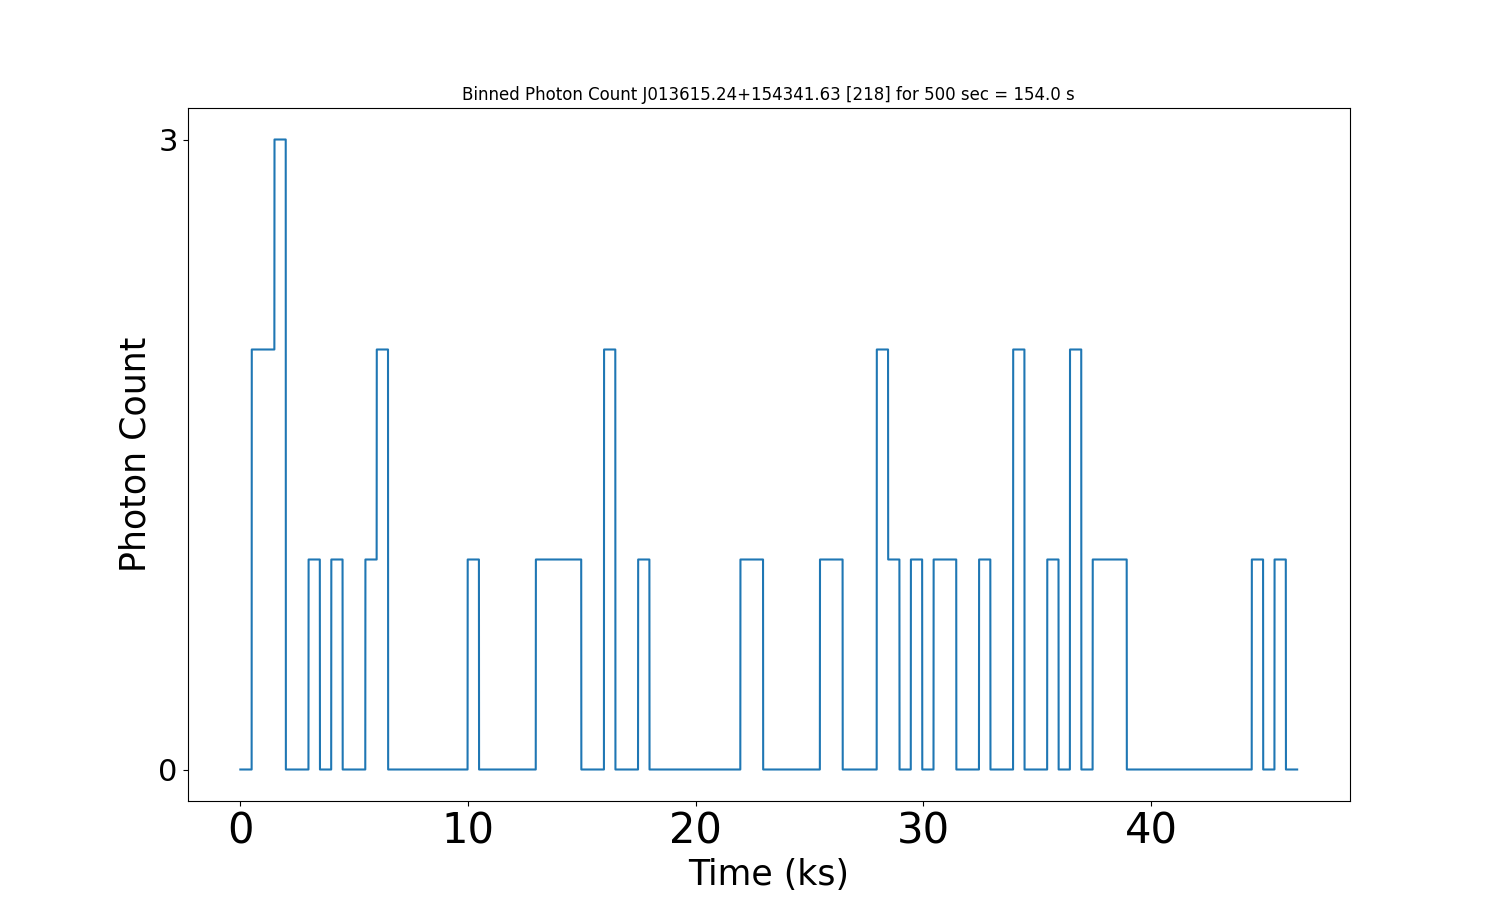 Binned Photon Count J013615.24+154341.63 [218] for 500 sec = 154.0 s
3
Photon Count
0
0 10 20 30 40
Time (ks)